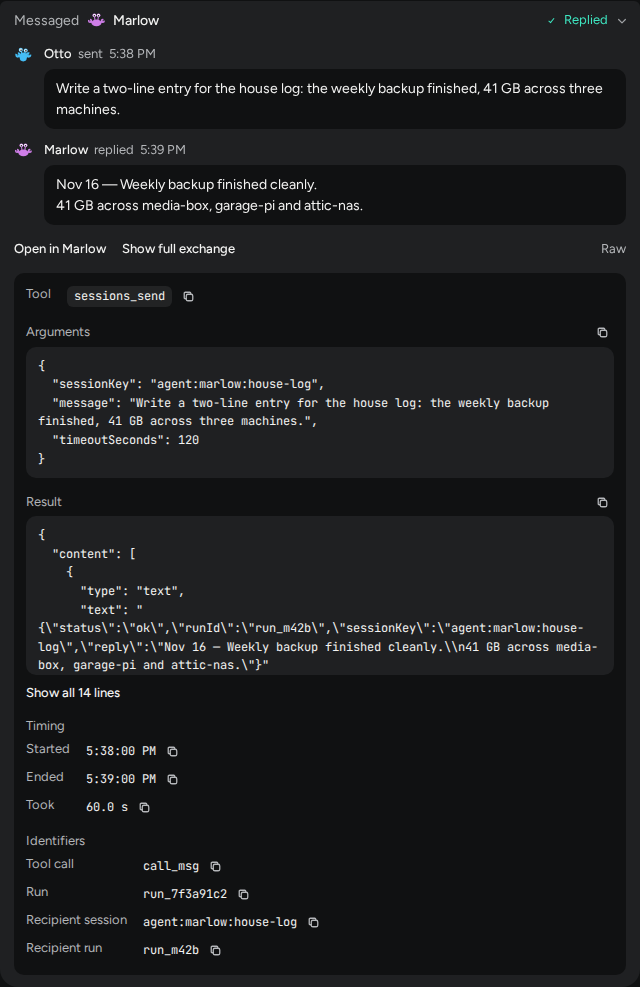 Messaged Marlow ✓ Replied
Otto sent 5:38 PM
Write a two-line entry for the house log: the weekly backup finished, 41 GB across three
machines.
Marlow replied 5:39 PM
Nov 16 — Weekly backup finished cleanly.
41 GB across media-box, garage-pi and attic-nas.
Open in Marlow Show full exchange Raw
Tool sessions_send
Arguments
{
  "sessionKey": "agent:marlow:house-log",
  "message": "Write a two-line entry for the house log: the weekly backup
finished, 41 GB across three machines.",
  "timeoutSeconds": 120
}
Result
{
  "content": [
    {
      "type": "text",
      "text": "
{\"status\":\"ok\",\"runId\":\"run_m42b\",\"sessionKey\":\"agent:marlow:house-
log\",\"reply\":\"Nov 16 — Weekly backup finished cleanly.\\n41 GB across media-
box, garage-pi and attic-nas.\"}"
Show all 14 lines
Timing
Started 5:38:00 PM
Ended 5:39:00 PM
Took 60.0 s
Identifiers
Tool call call_msg
Run run_7f3a91c2
Recipient session agent:marlow:house-log
Recipient run run_m42b